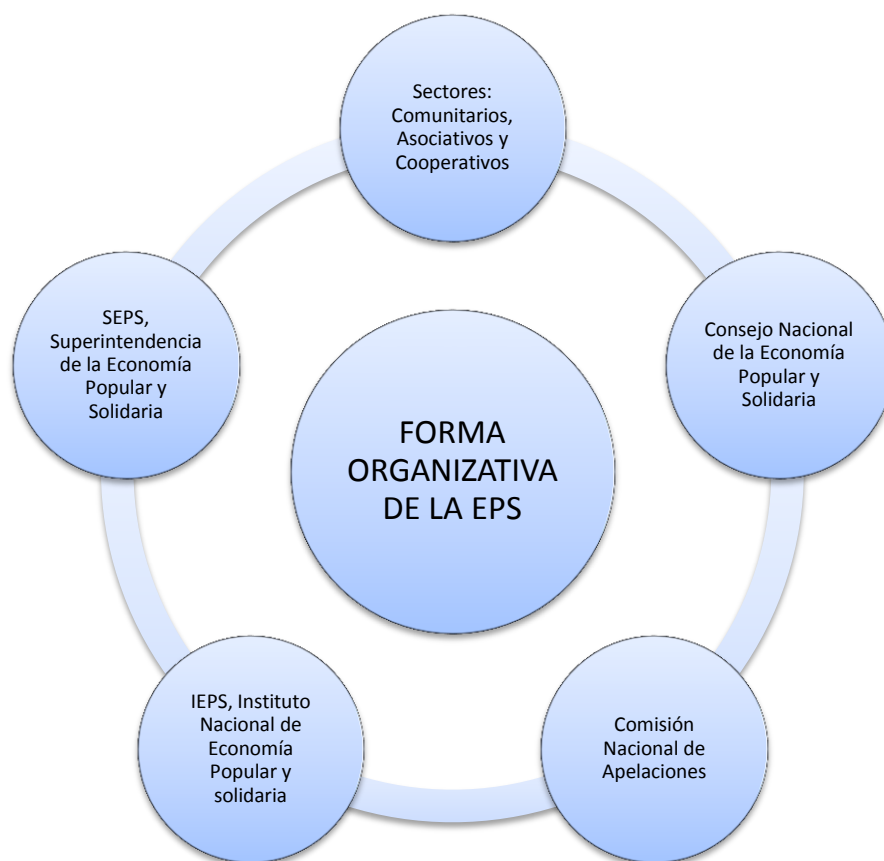 Sectores:
Comunitarios,
Asociativos y
Cooperativos
SEPS,
Superintendencia
de la Economía
Popular y
Solidaria
Consejo Nacional
de la Economía
Popular y
Solidaria
FORMA
ORGANIZATIVA
DE LA EPS
IEPS, Instituto
Nacional de
Economía
Popular y
solidaria
Comisión
Nacional de
Apelaciones